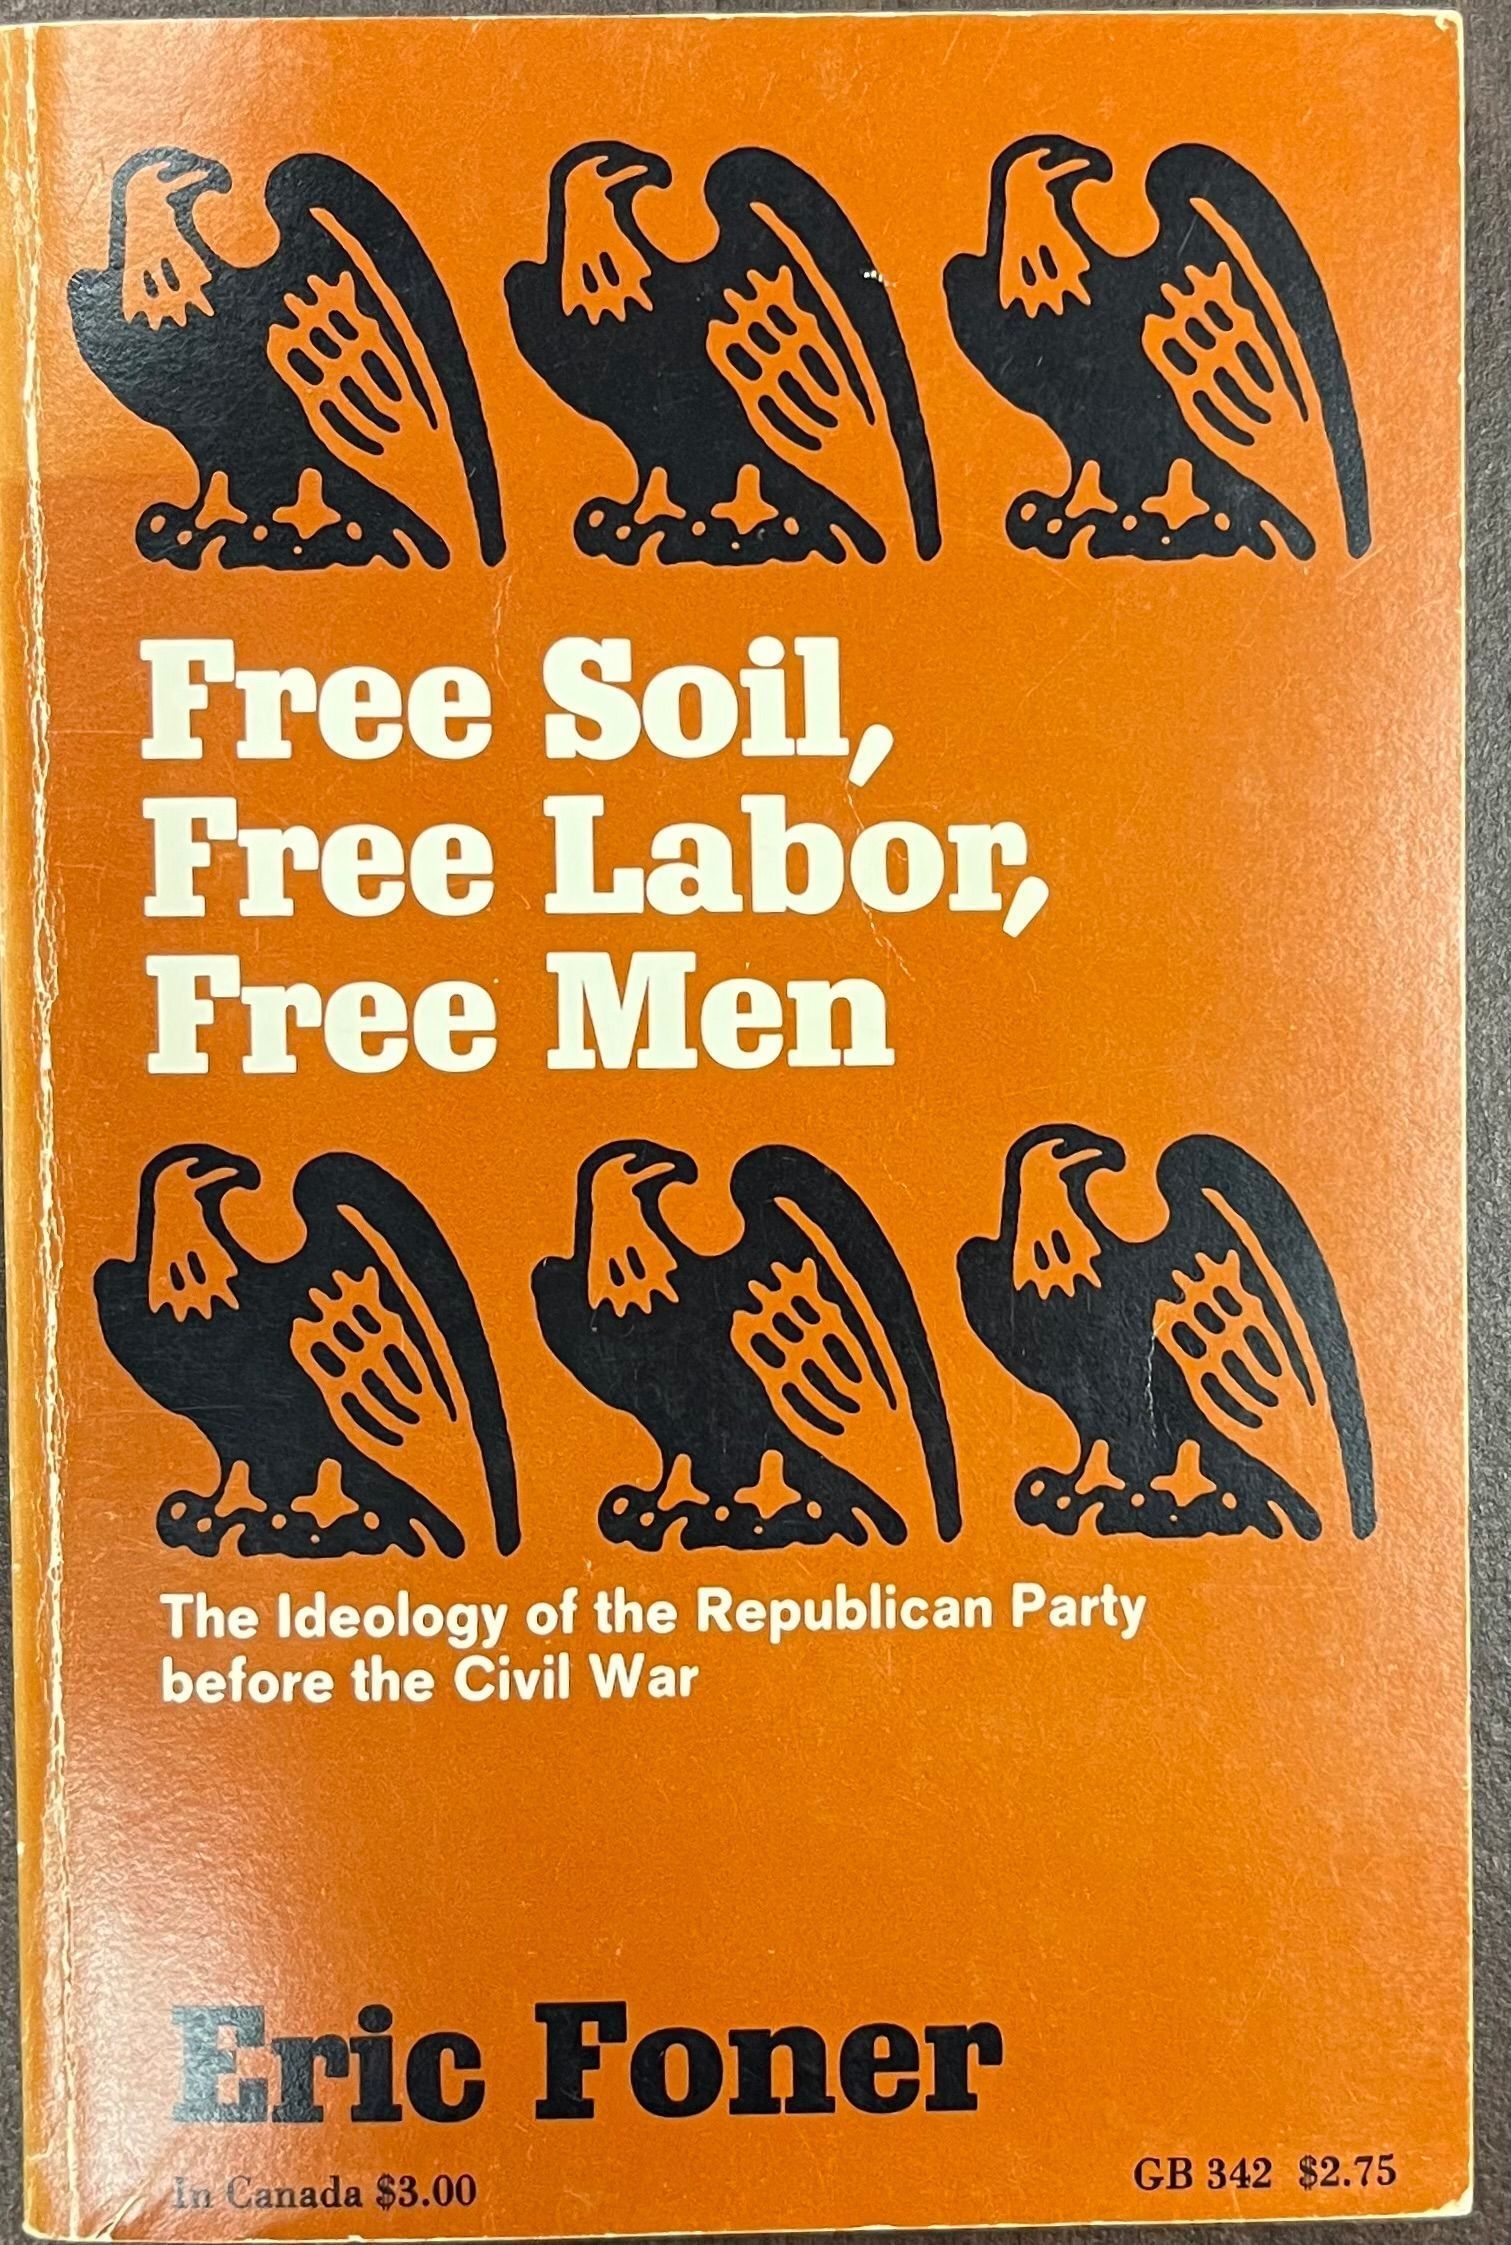 Free Soil,
Free Labor,
Free Men
The Ideology of the Republican Party
before the Civil War
Eric Foner
In Canada $3.00
GB 342 $2.75